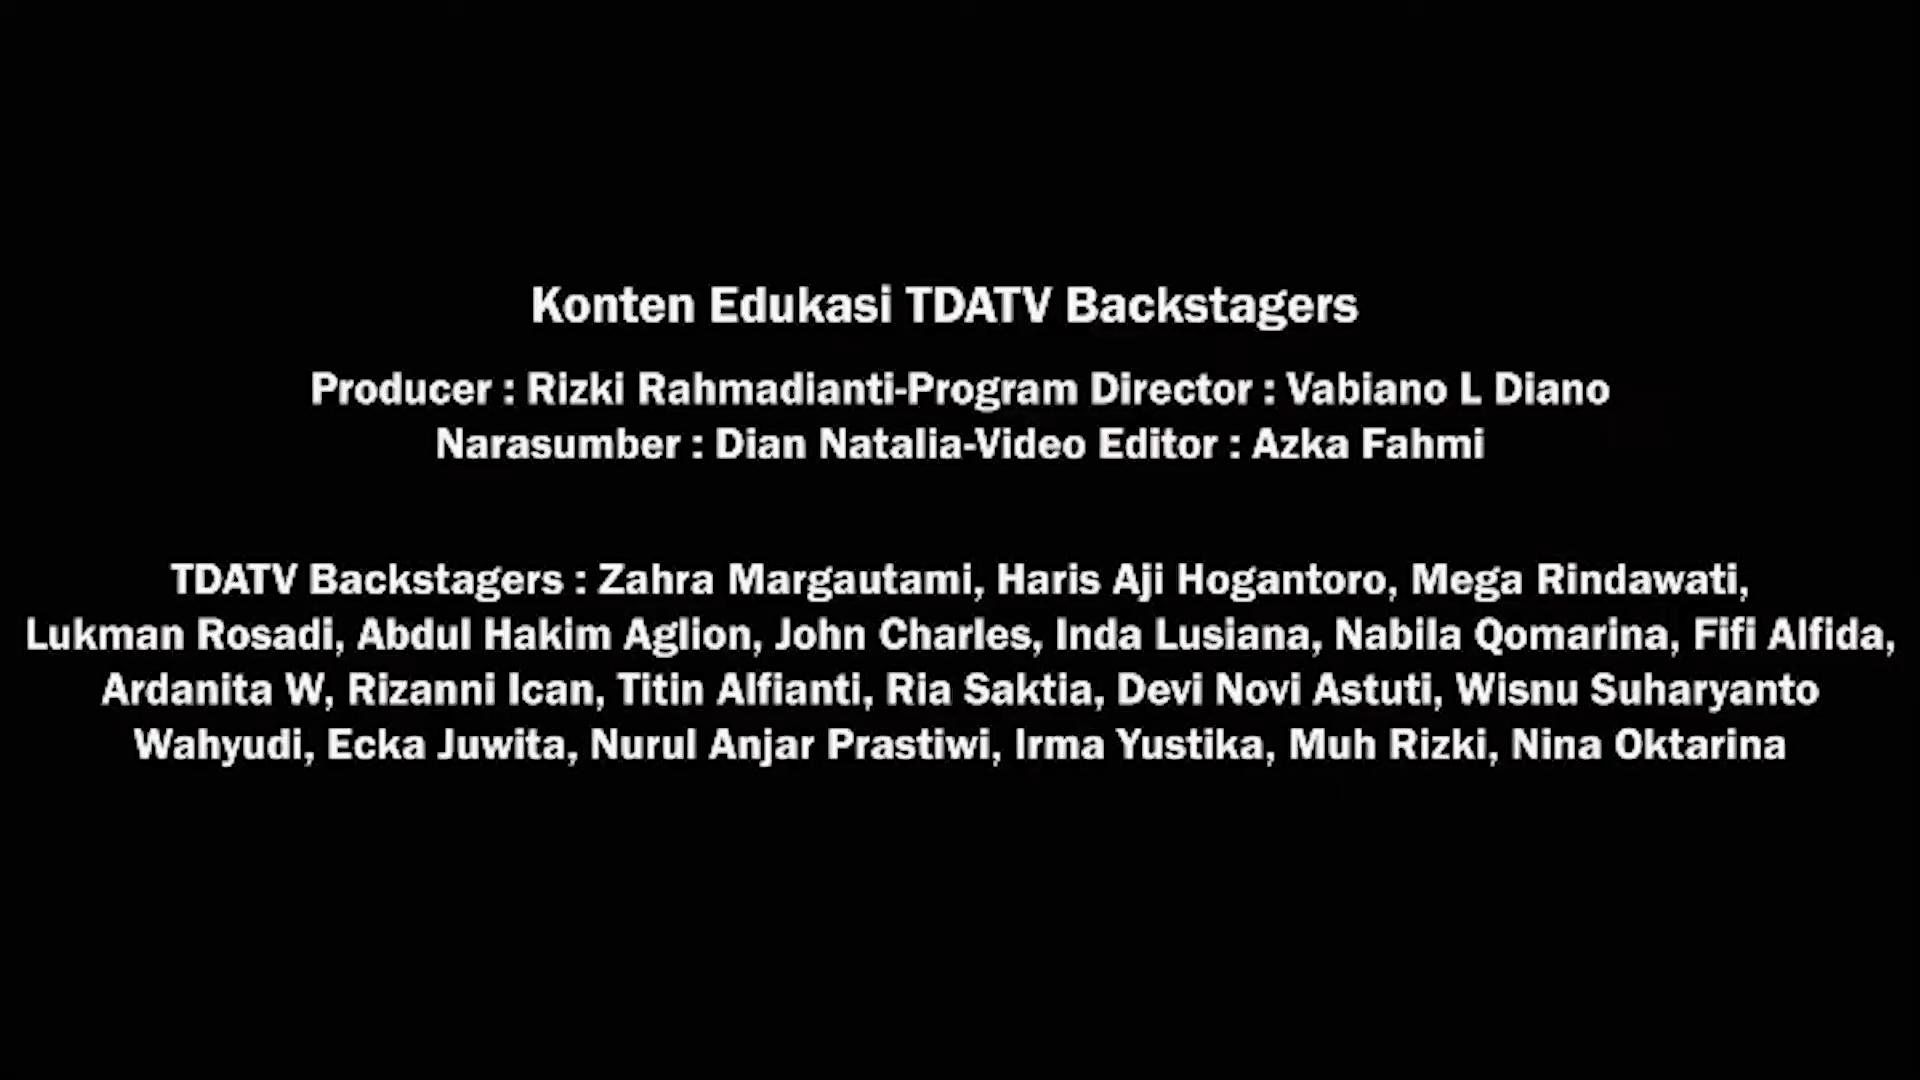 Konten Edukasi TDATV Backstagers
Producer : Rizki Rahmadianti-Program Director : Vabiano L Diano
Narasumber : Dian Natalia-Video Editor : Azka Fahmi
TDATV Backstagers : Zahra Margautami, Haris Aji Hogantoro, Mega Rindawati,
Lukman Rosadi, Abdul Hakim Aglion, John Charles, Inda Lusiana, Nabila Qomarina, Fifi Alfida,
Ardanita W, Rizanni Ican, Titin Alfianti, Ria Saktia, Devi Novi Astuti, Wisnu Suharyanto
Wahyudi, Ecka Juwita, Nurul Anjar Prastiwi, Irma Yustika, Muh Rizki, Nina Oktarina